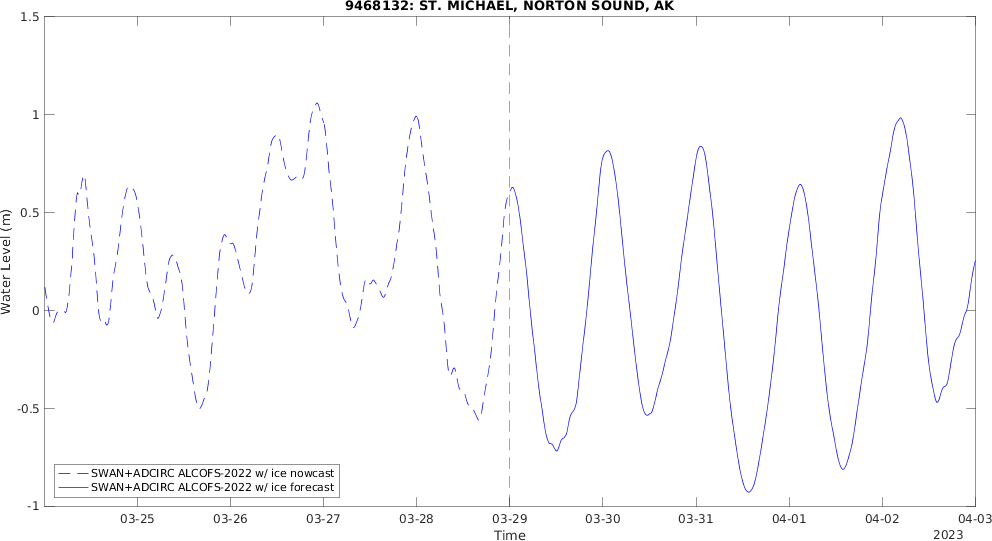 9468132: ST. MICHAEL, NORTON SOUND, AK
1.5
1
0.5
0
-0.5
-1
Water Level (m)
SWAN+ADCIRC ALCOFS-2022 w/ ice nowcast
SWAN+ADCIRC ALCOFS-2022 w/ ice forecast
03-25 03-26 03-27 03-28 03-29 03-30 03-31 04-01 04-02 04-03
Time
2023